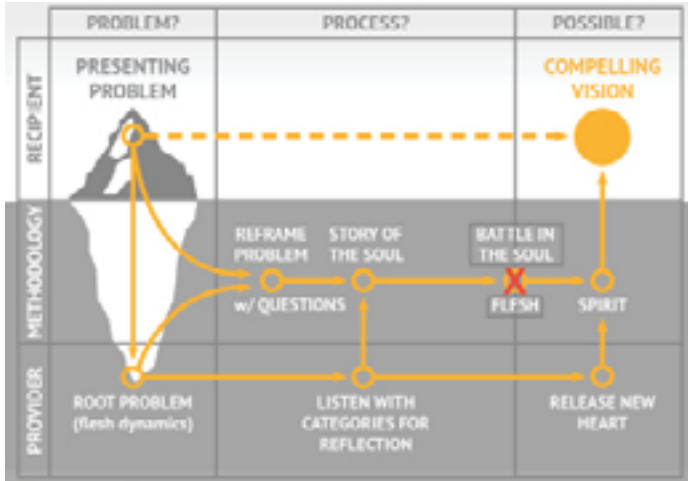 PROBLEM?
PROCESS?
POSSIBLE?
RECIPIENT
PRESENTING
PROBLEM
COMPELLING
VISION
METHODOLOGY
REFRAME
PROBLEM
w/ QUESTIONS
STORY OF
THE SOUL
BATTLE IN
THE SOUL
X
FLESH
SPIRIT
PROVIDER
ROOT PROBLEM
(flesh dynamics)
LISTEN WITH
CATEGORIES FOR
REFLECTION
RELEASE NEW
HEART